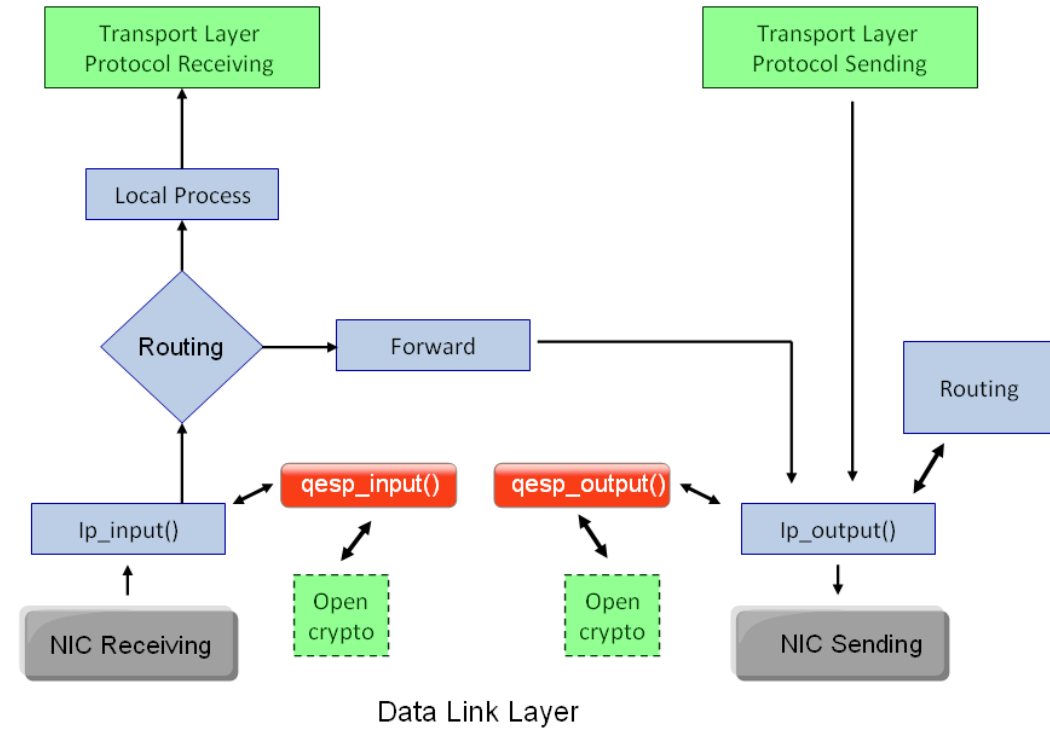 Transport Layer
Protocol Receiving
Transport Layer
Protocol Sending
Local Process
Routing
Forward
Routing
qesp_input()
qesp_output()
Ip_input()
Ip_output()
Open
crypto
Open
crypto
NIC Receiving
NIC Sending
Data Link Layer